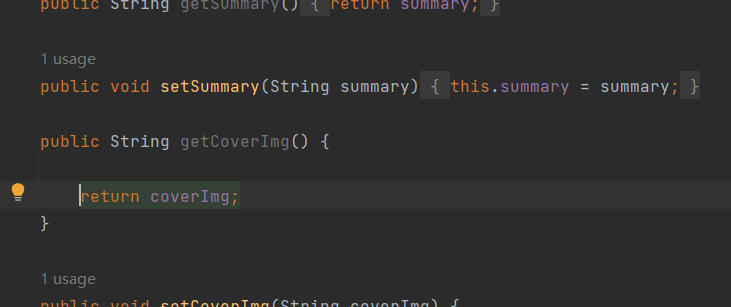 public String getSummary() { return summary; }
1 usage
public void setSummary(String summary) { this.summary = summary; }
public String getCoverImg() {
return coverImg;
}
1 usage
public void setCoverImg(String coverImg) {